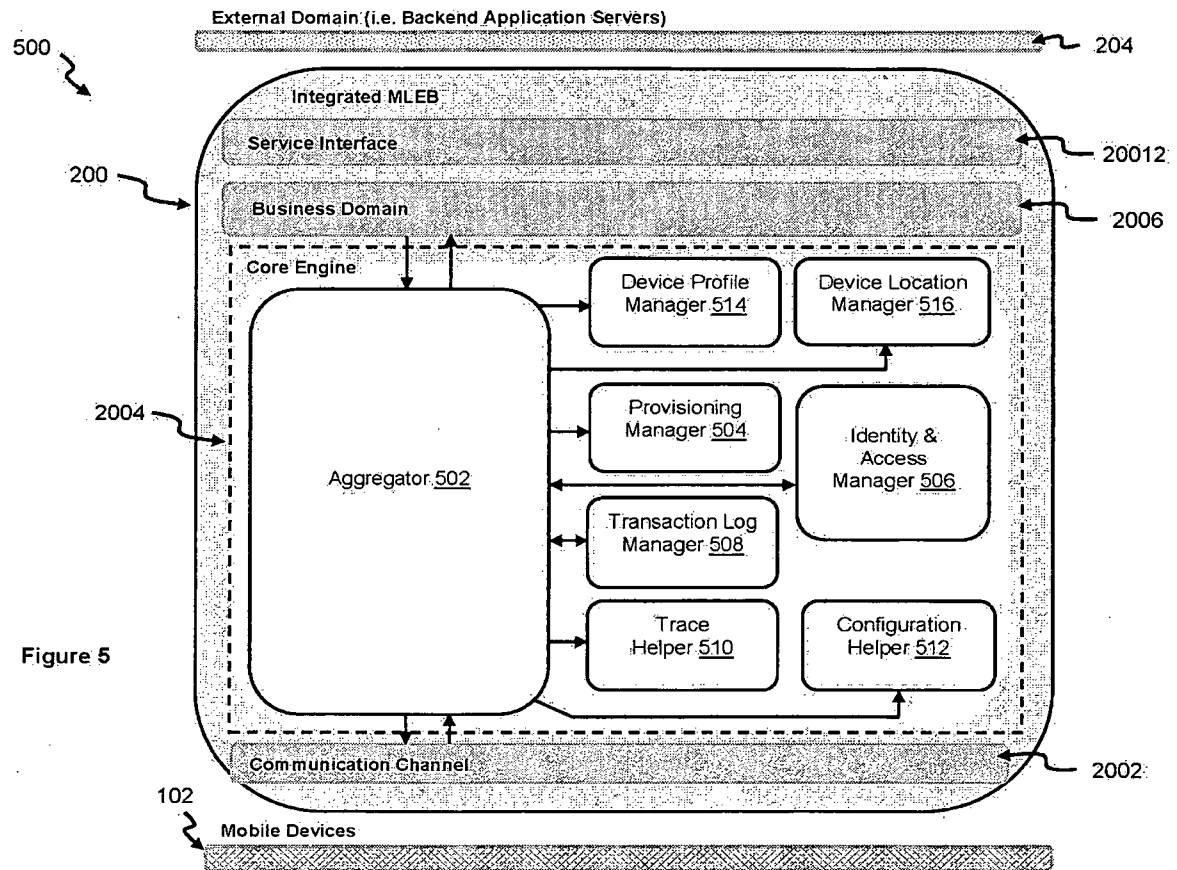 External Domain (i.e. Backend Application Servers)
500
204
Integrated MLEB
Service Interface
20012
200
Business Domain
2006
Core Engine
Device Profile
Manager 514
Device Location
Manager 516
2004
Provisioning
Manager 504
Identity &
Access
Manager 506
Aggregator 502
Transaction Log
Manager 508
Trace
Helper 510
Configuration
Helper 512
Figure 5
Communication Channel
2002
102
Mobile Devices